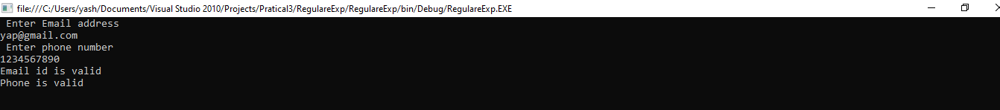 file:///C:/Users/yash/Documents/Visual Studio 2010/Projects/Pratical3/RegulareExp/RegulareExp/bin/Debug/RegulareExp.EXE
Enter Email address
yap@gmail.com
Enter phone number
1234567890
Email id is valid
Phone is valid